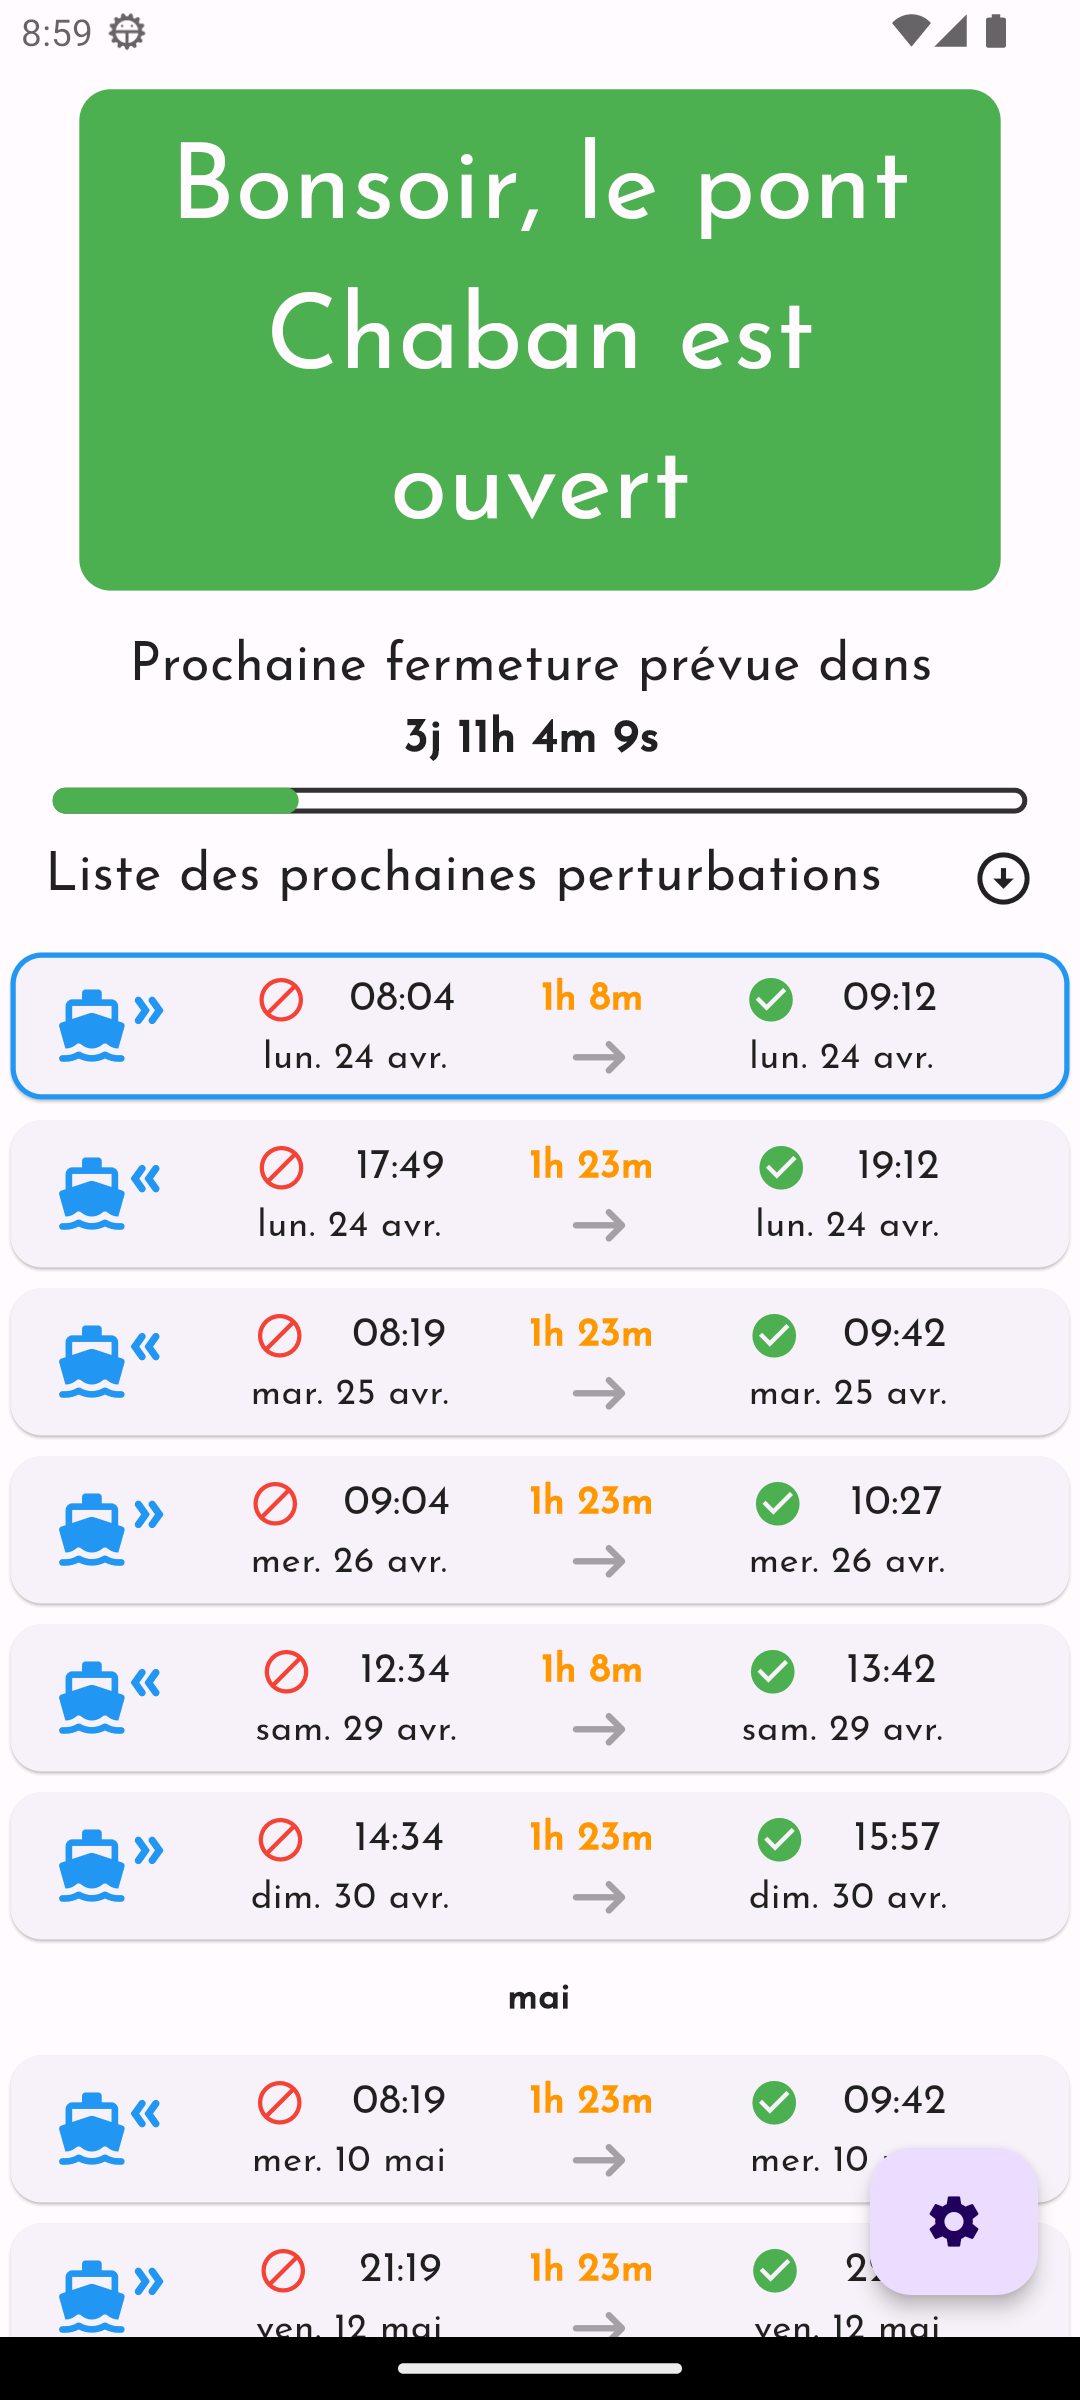 8:59
Bonsoir, le pont
Chaban est
ouvert
Prochaine fermeture prévue dans
3j 11h 4m 9s
Liste des prochaines perturbations
08:04 1h 8m 09:12
lun. 24 avr. lun. 24 avr.
17:49 1h 23m 19:12
lun. 24 avr. lun. 24 avr.
08:19 1h 23m 09:42
mar. 25 avr. mar. 25 avr.
09:04 1h 23m 10:27
mer. 26 avr. mer. 26 avr.
12:34 1h 8m 13:42
sam. 29 avr. sam. 29 avr.
14:34 1h 23m 15:57
dim. 30 avr. dim. 30 avr.
mai
08:19 1h 23m 09:42
mer. 10 mai mer. 10
21:19 1h 23m
ven. 12 mai ven. 12 mai